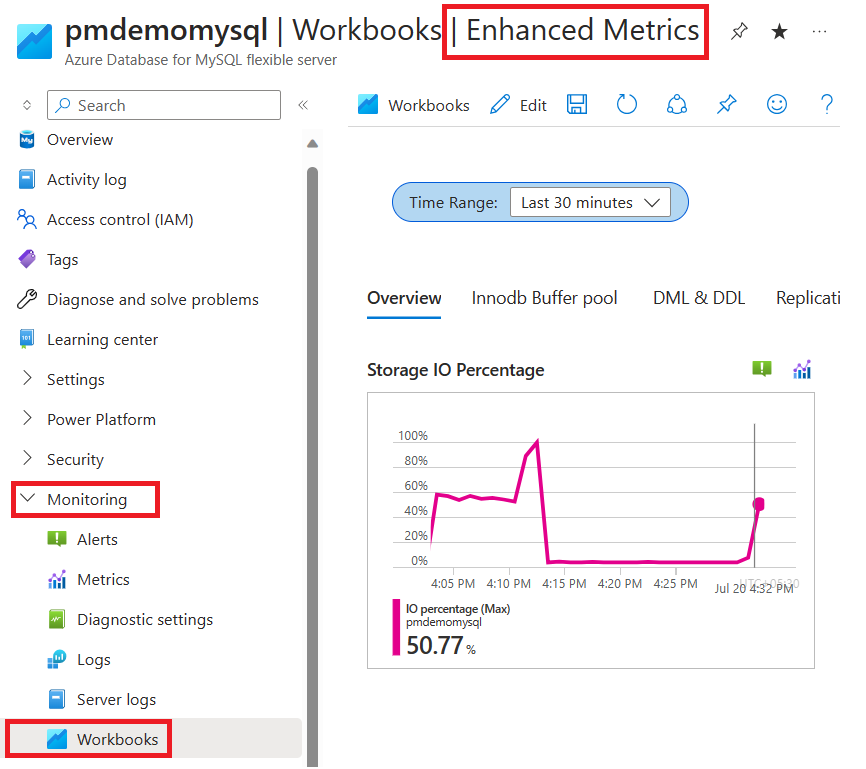 pmdemomysql | Workbooks | Enhanced Metrics
Azure Database for MySQL flexible server
Search
Workbooks Edit
Overview
Activity log
Access control (IAM)
Tags
Diagnose and solve problems
Learning center
Settings
Power Platform
Security
Monitoring
Alerts
Metrics
Diagnostic settings
Logs
Server logs
Workbooks
Time Range: Last 30 minutes
Overview Innodb Buffer pool DML & DDL Replicati
Storage IO Percentage
100%
80%
60%
40%
20%
0%
4:05 PM 4:10 PM 4:15 PM 4:20 PM 4:25 PM
UTC+05:30
Jul 20 4:32 PM
IO percentage (Max)
pmdemomysql
50.77 %